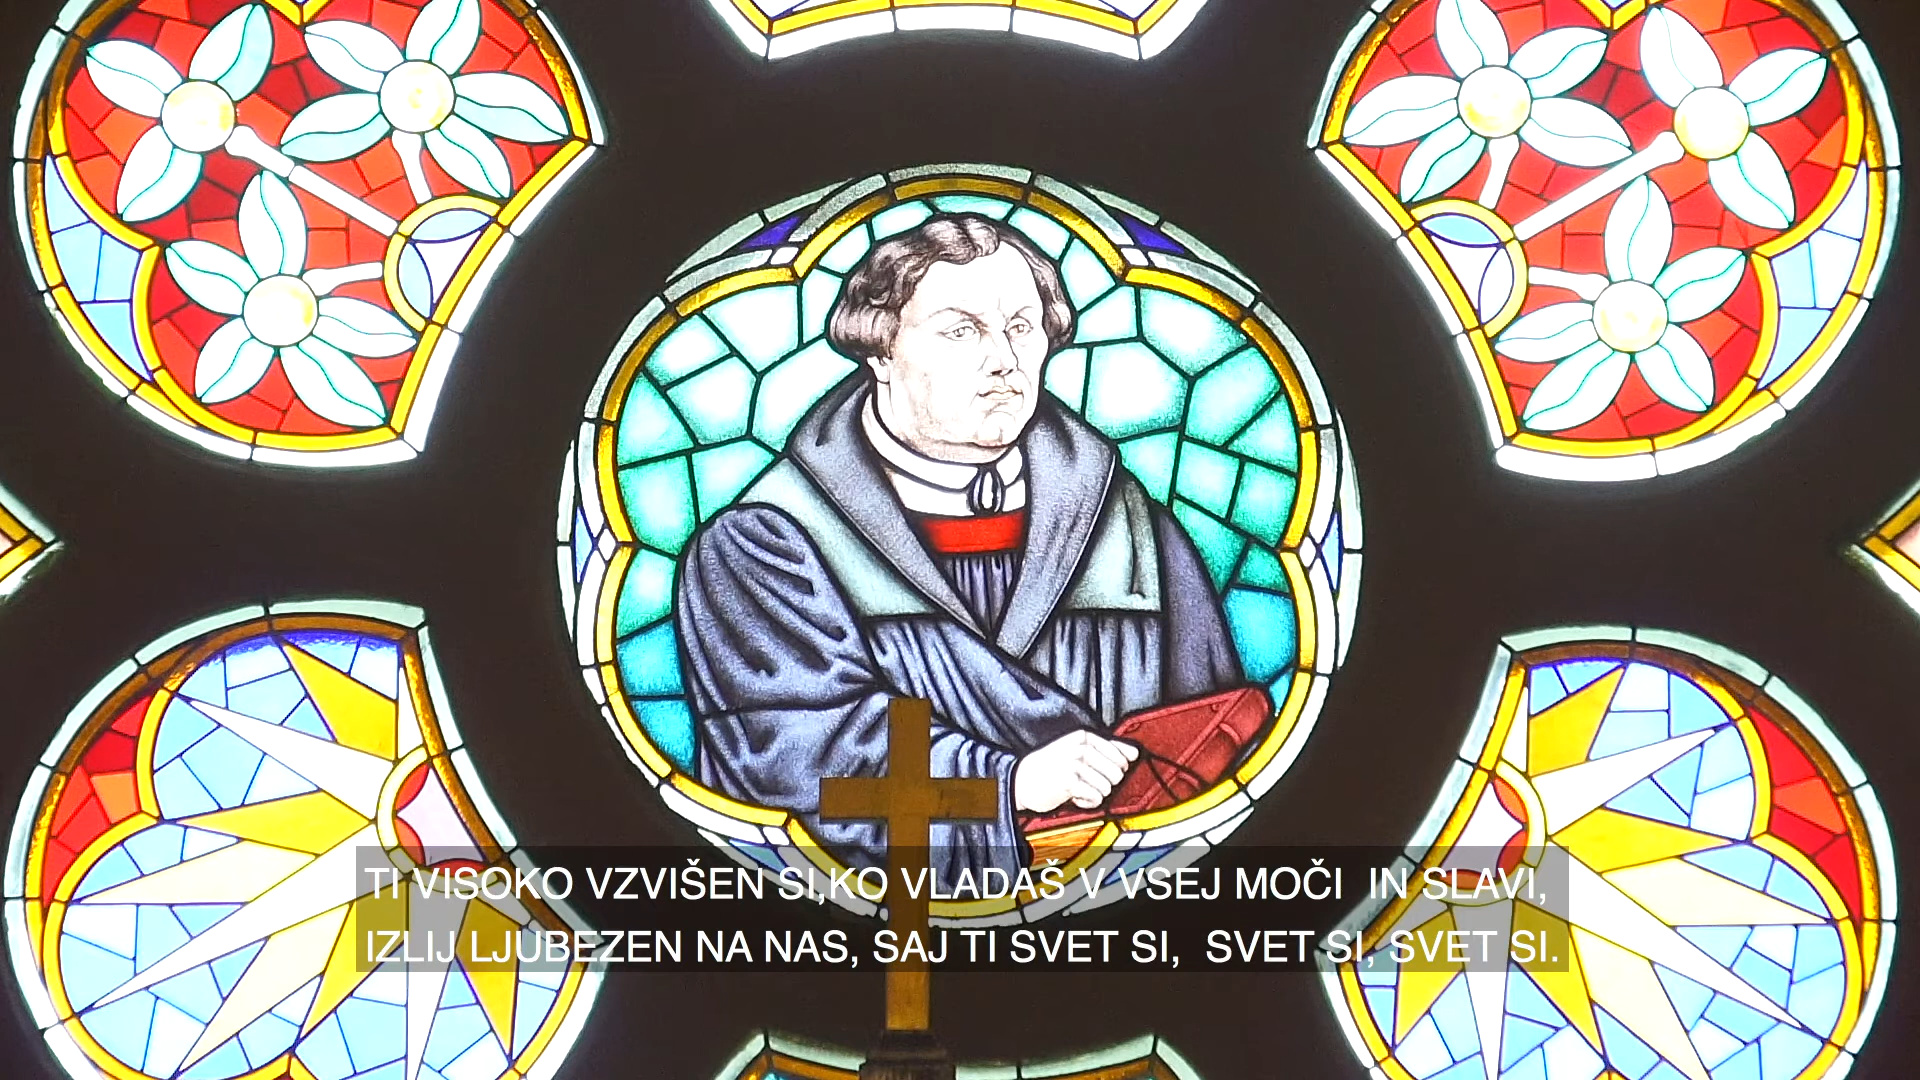 TI VISOKO VZVIŠEN SI,KO VLADAŠ V VSEJ MOČI  IN SLAVI,
IZLIJ LJUBEZEN NA NAS, SAJ TI SVET SI,  SVET SI, SVET SI.